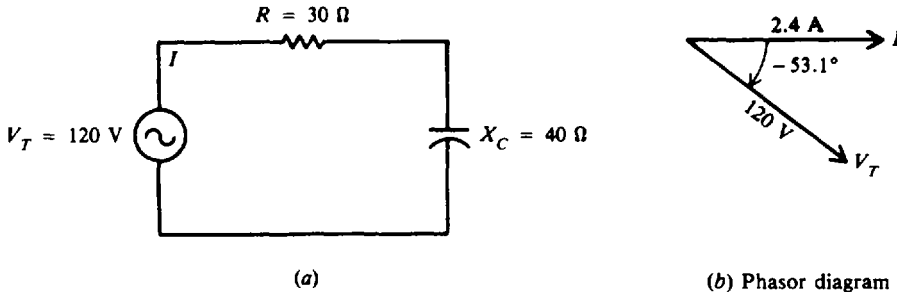 R = 30 Ω
I
V_T = 120 V
X_C = 40 Ω
(a)
2.4 A
I
−53.1°
120 V
V_T
(b) Phasor diagram